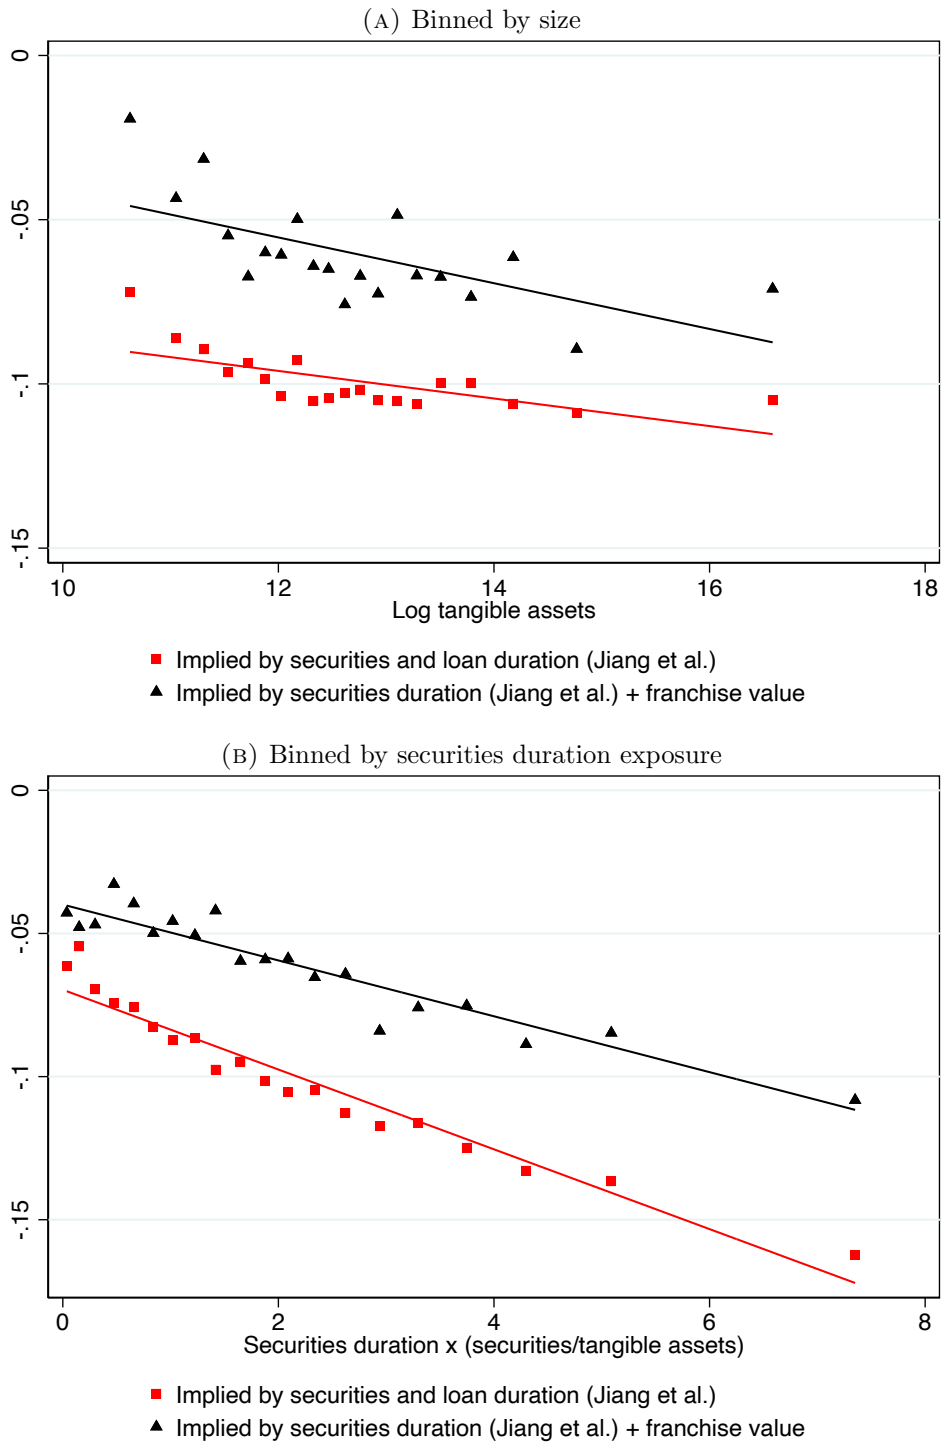 (A) Binned by size
0
-.05
-.1
-.15
10 12 14 16 18
Log tangible assets
Implied by securities and loan duration (Jiang et al.)
Implied by securities duration (Jiang et al.) + franchise value
(B) Binned by securities duration exposure
0
-.05
-.1
-.15
0 2 4 6 8
Securities duration x (securities/tangible assets)
Implied by securities and loan duration (Jiang et al.)
Implied by securities duration (Jiang et al.) + franchise value